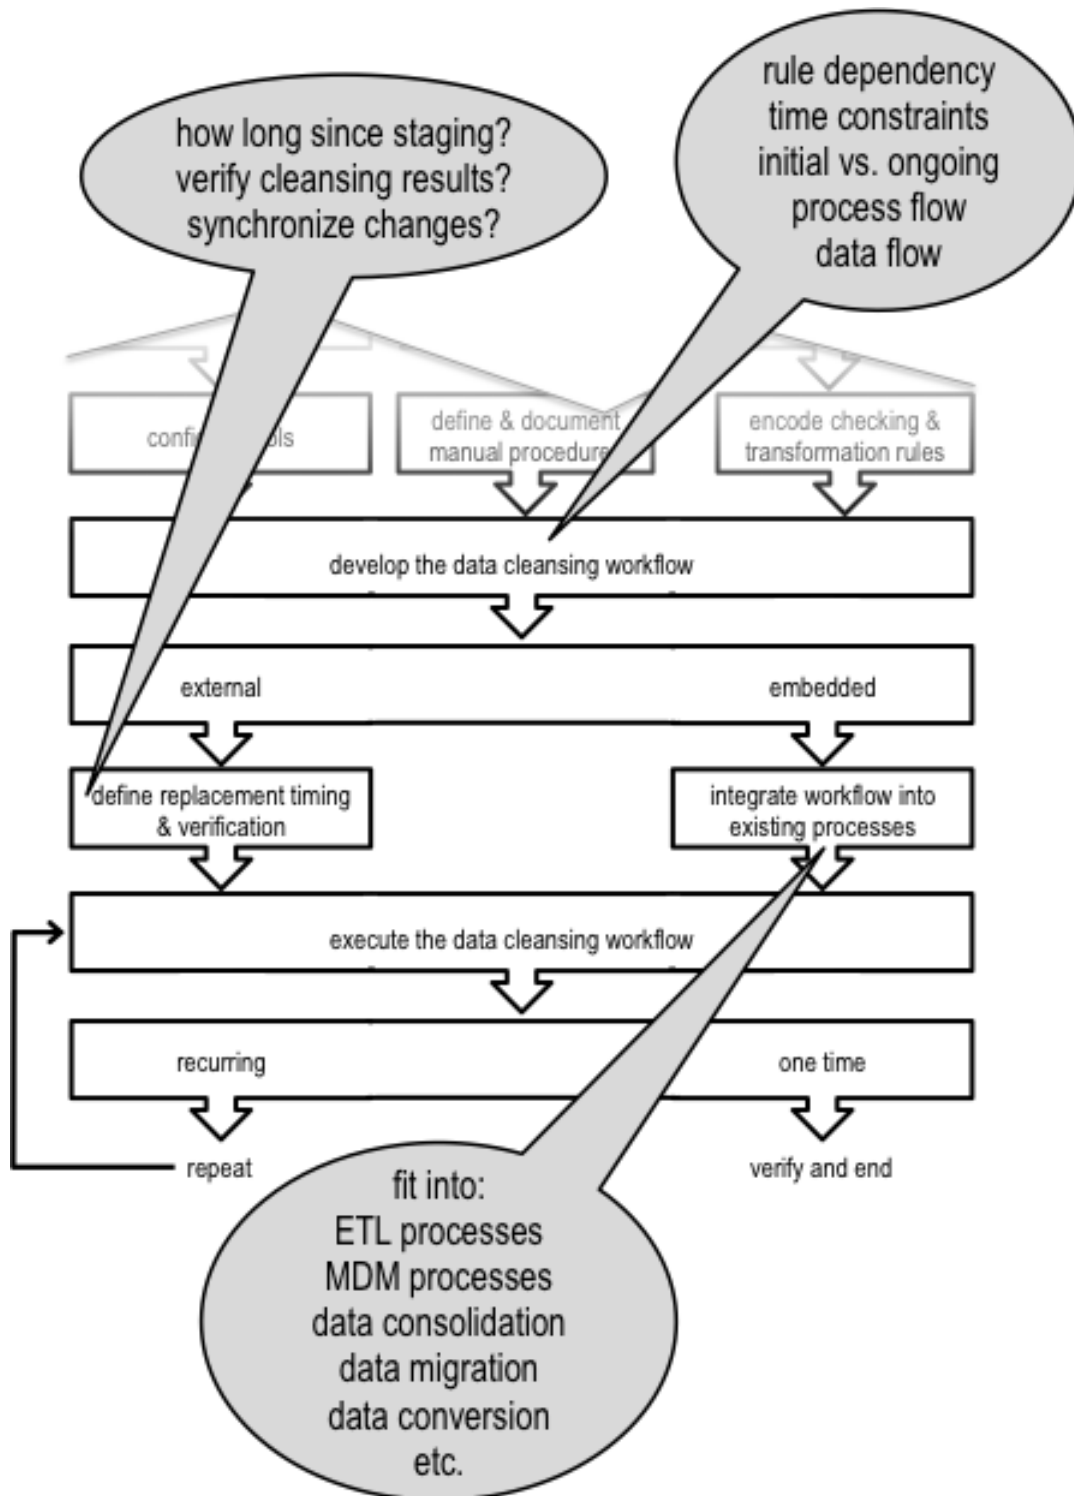 rule dependency
time constraints
initial vs. ongoing
process flow
data flow
how long since staging?
verify cleansing results?
synchronize changes?
define & document
manual procedure
encode checking &
transformation rules
develop the data cleansing workflow
external
embedded
define replacement timing
& verification
integrate workflow into
existing processes
execute the data cleansing workflow
recurring
one time
repeat
verify and end
fit into:
ETL processes
MDM processes
data consolidation
data migration
data conversion
etc.